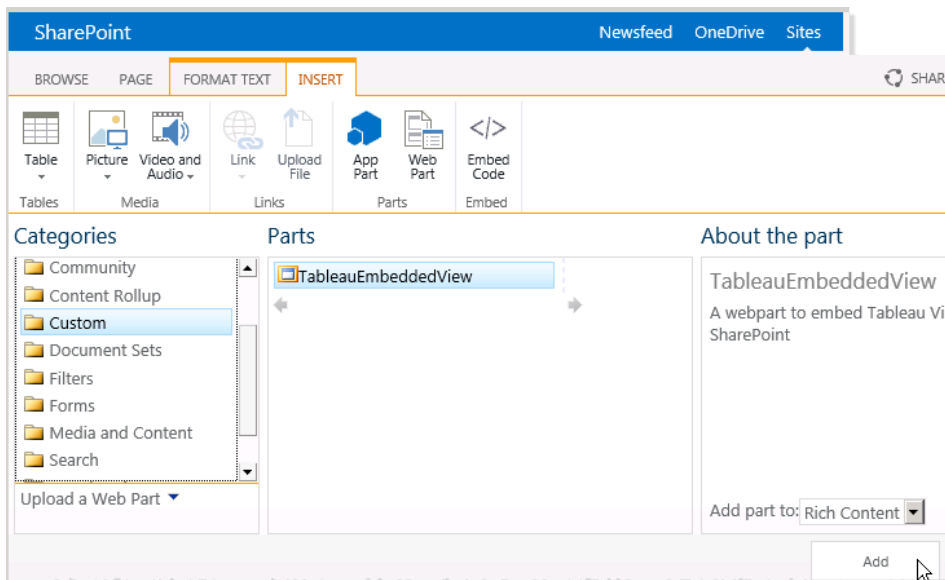 SharePoint
Newsfeed OneDrive Sites
BROWSE PAGE FORMAT TEXT INSERT
SHAR
Table
Picture
Video and
Audio
Link
Upload
File
App
Part
Web
Part
</>
Embed
Code
Tables
Media
Links
Parts
Embed
Categories
Community
Content Rollup
Custom
Document Sets
Filters
Forms
Media and Content
Search
Upload a Web Part
Parts
TableauEmbeddedView
About the part
TableauEmbeddedView
A webpart to embed Tableau Vi
SharePoint
Add part to: Rich Content
Add